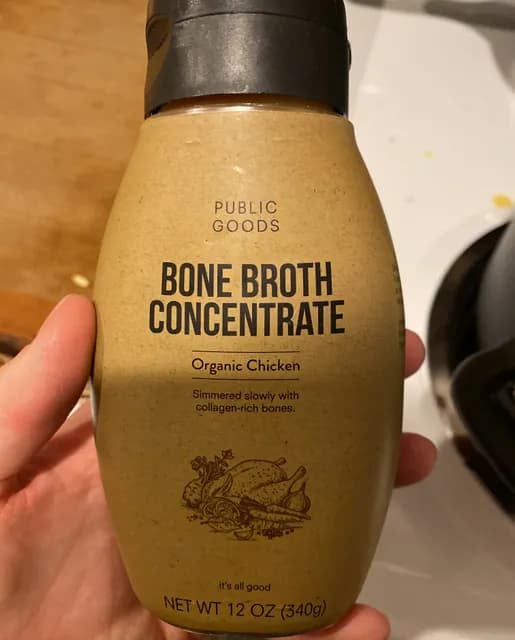 PUBLIC
GOODS
BONE BROTH
CONCENTRATE
Organic Chicken
Simmered slowly with
collagen-rich bones.
it's all good
NET WT 12 OZ (340g)